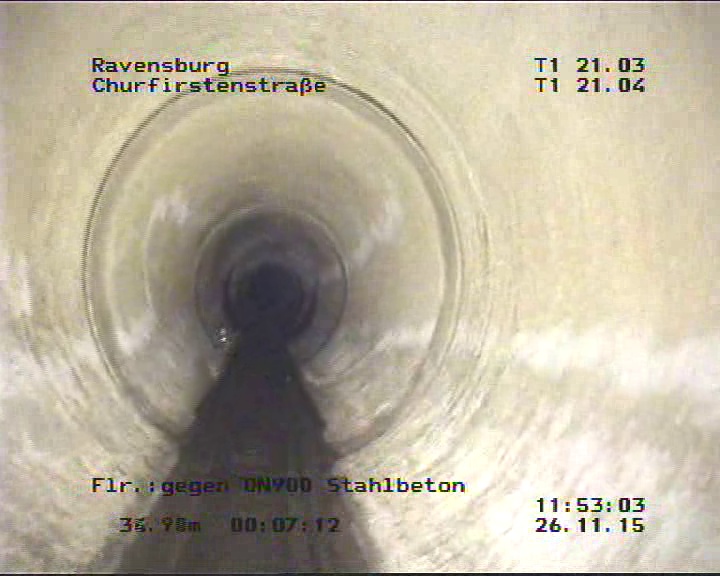 Ravensburg
Churfirstenstraße
T1 21.03
T1 21.04
Flr.:gegen DN900 Stahlbeton
36.98m 00:07:12
11:53:03
26.11.15